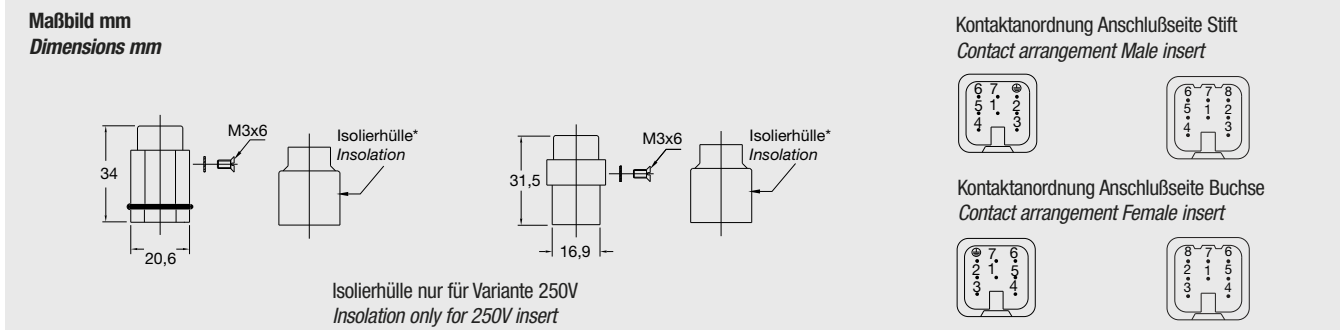 Maßbild mm
Dimensions mm
34
20,6
M3x6
Isolierhülle*
Insolation
31,5
16,9
M3x6
Isolierhülle*
Insolation
Isolierhülle nur für Variante 250V
Insolation only for 250V insert
Kontaktanordnung Anschlußseite Stift
Contact arrangement Male insert
6 7 ⏚
5 1 2
4 3
6 7 8
5 1 2
4 3
Kontaktanordnung Anschlußseite Buchse
Contact arrangement Female insert
⏚ 7 6
2 1 5
3 4
8 7 6
2 1 5
3 4